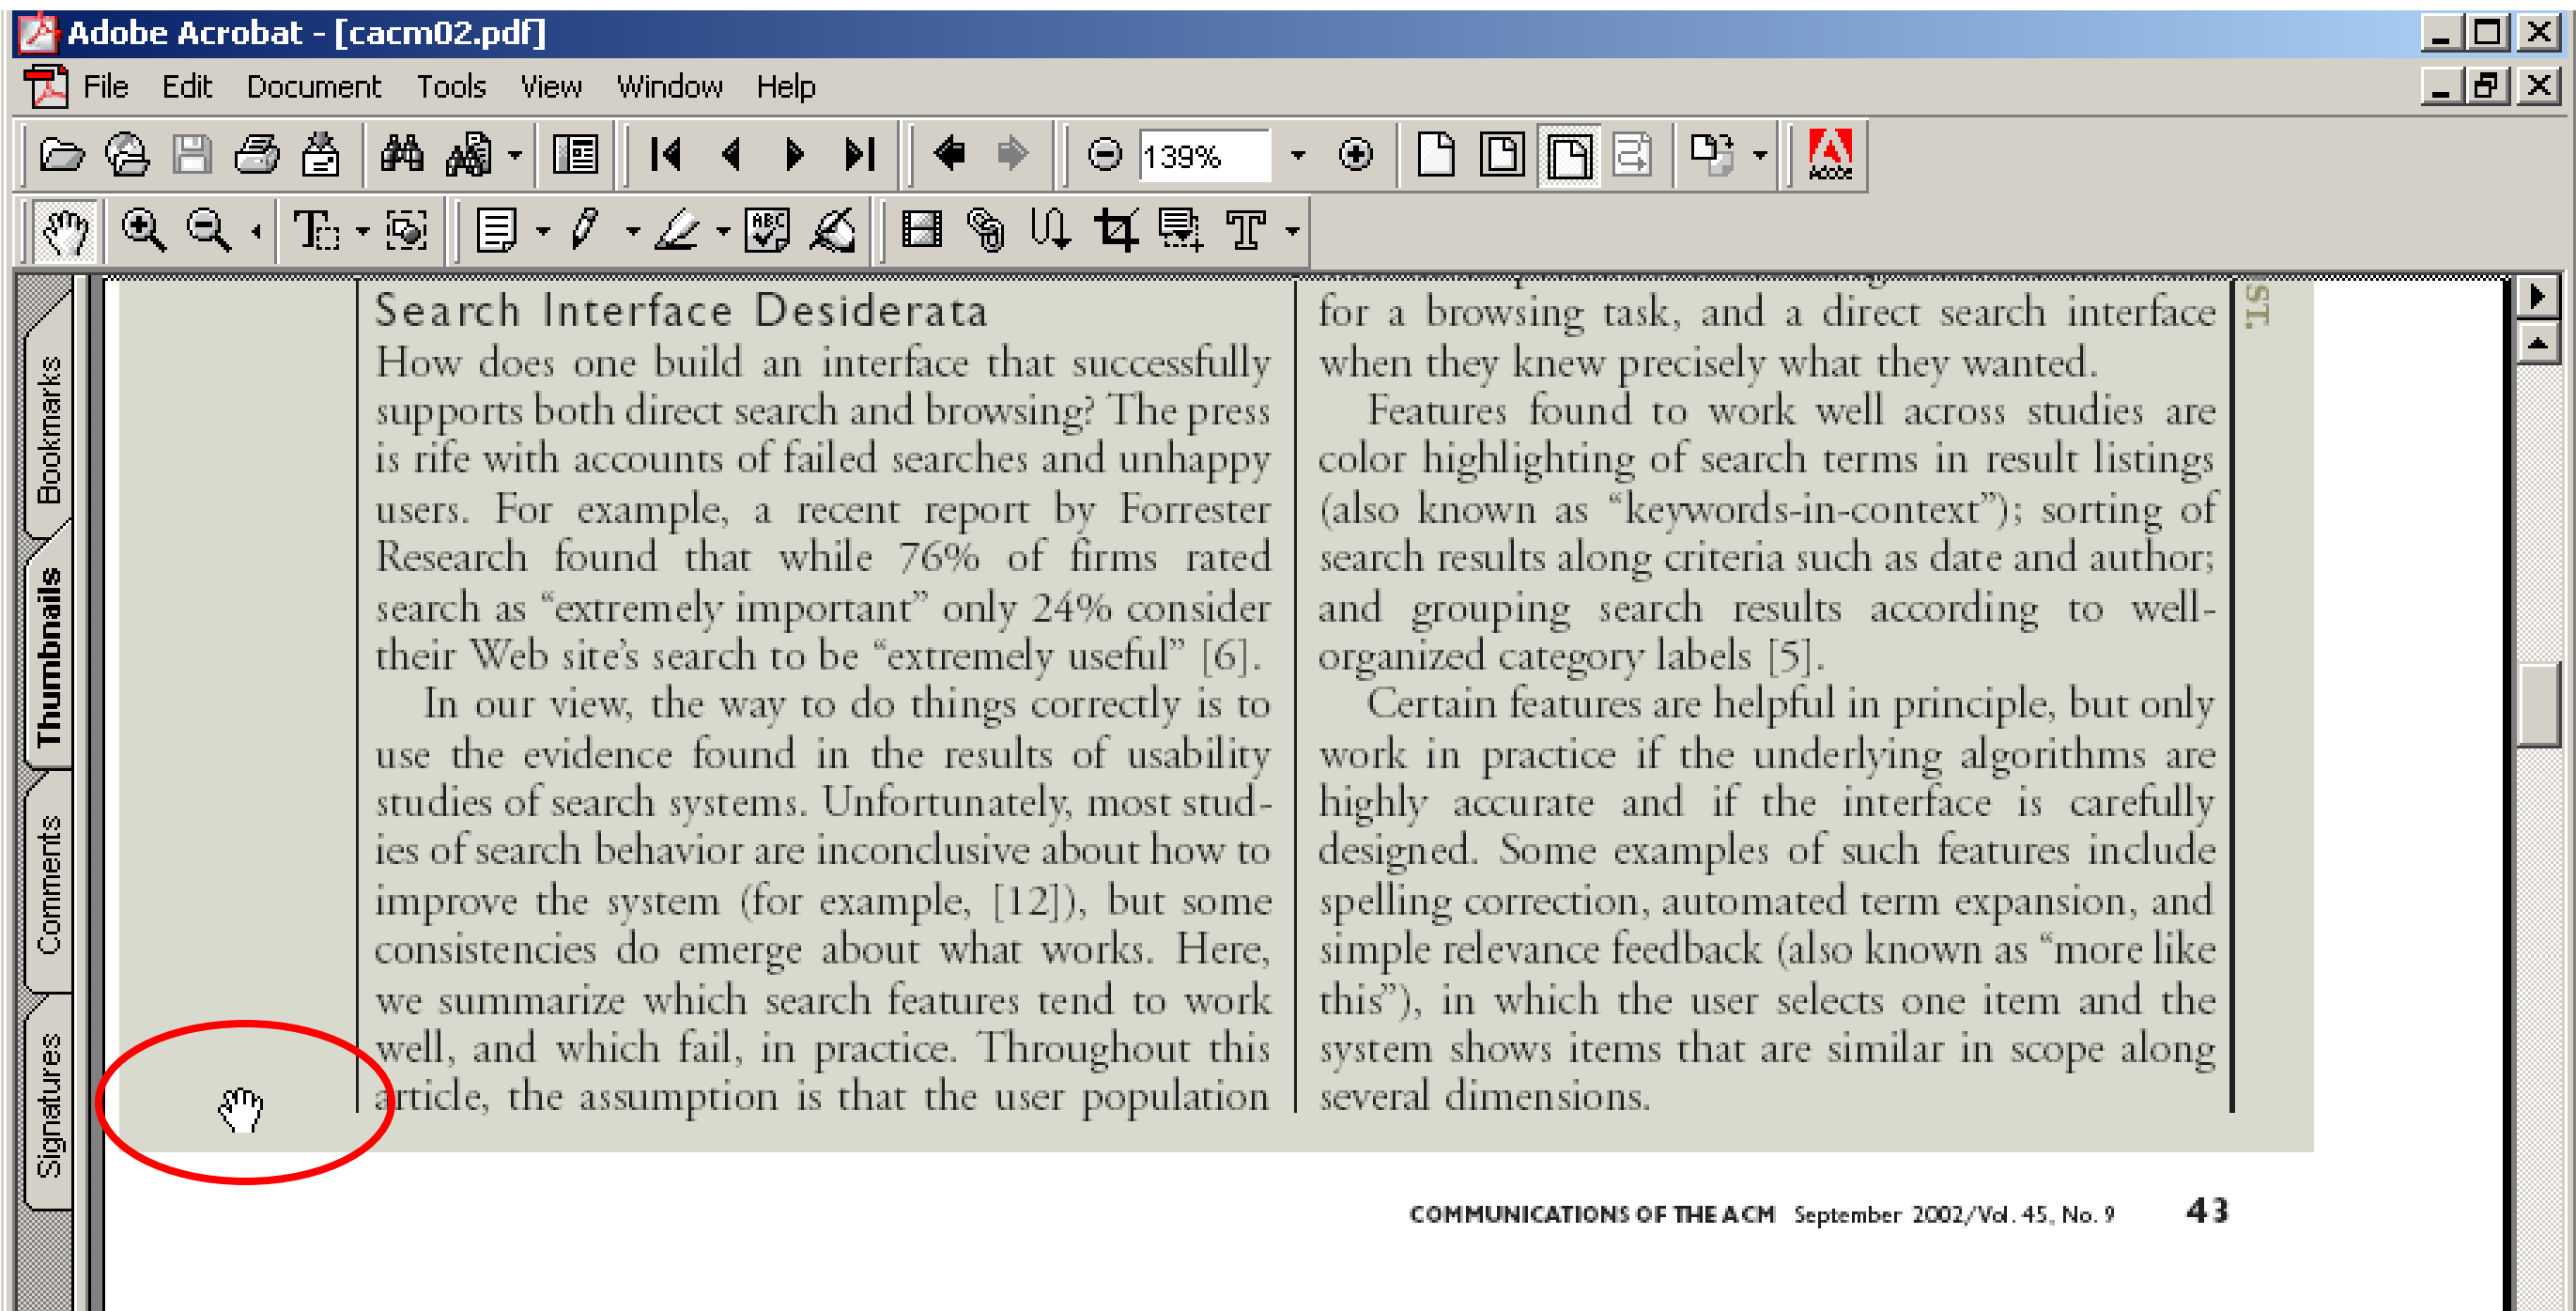 Adobe Acrobat - [cacm02.pdf]
File Edit Document Tools View Window Help
139%
Adobe
ABC
Bookmarks
Thumbnails
Comments
Signatures
Search Interface Desiderata
How does one build an interface that successfully
supports both direct search and browsing? The press
is rife with accounts of failed searches and unhappy
users. For example, a recent report by Forrester
Research found that while 76% of firms rated
search as “extremely important” only 24% consider
their Web site’s search to be “extremely useful” [6].
In our view, the way to do things correctly is to
use the evidence found in the results of usability
studies of search systems. Unfortunately, most stud-
ies of search behavior are inconclusive about how to
improve the system (for example, [12]), but some
consistencies do emerge about what works. Here,
we summarize which search features tend to work
well, and which fail, in practice. Throughout this
article, the assumption is that the user population
for a browsing task, and a direct search interface
when they knew precisely what they wanted.
Features found to work well across studies are
color highlighting of search terms in result listings
(also known as “keywords-in-context”); sorting of
search results along criteria such as date and author;
and grouping search results according to well-
organized category labels [5].
Certain features are helpful in principle, but only
work in practice if the underlying algorithms are
highly accurate and if the interface is carefully
designed. Some examples of such features include
spelling correction, automated term expansion, and
simple relevance feedback (also known as “more like
this”), in which the user selects one item and the
system shows items that are similar in scope along
several dimensions.
ST.
COMMUNICATIONS OF THE ACM September 2002/Vol. 45, No. 9 43